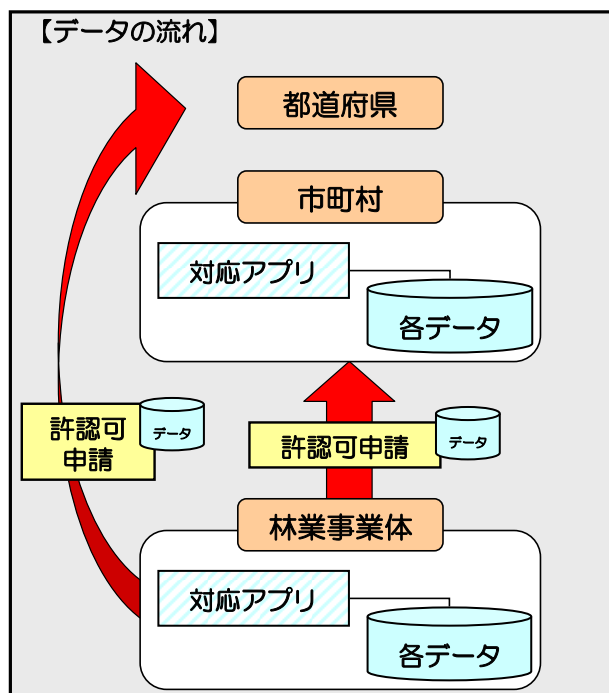 【データの流れ】
都道府県
市町村
対応アプリ
各データ
許認可
申請
データ
許認可申請
データ
林業事業体
対応アプリ
各データ